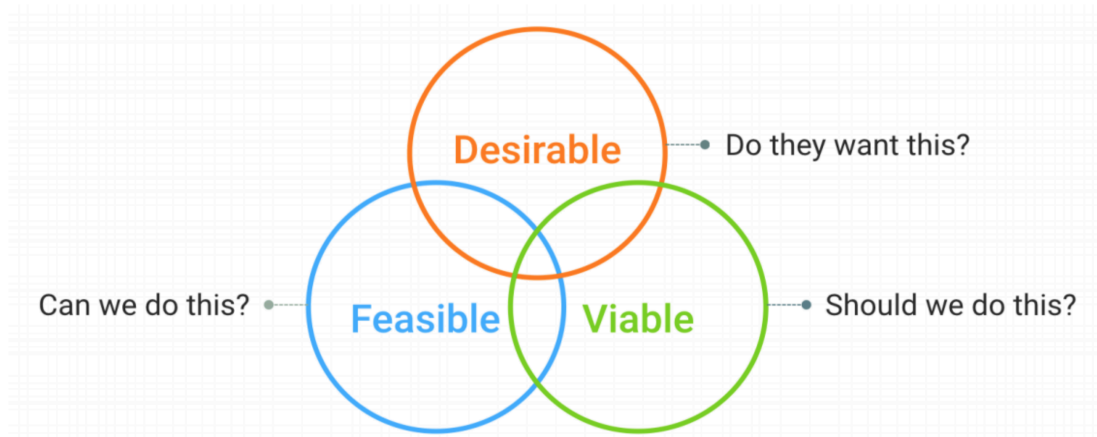 Desirable
Do they want this?
Can we do this?
Feasible
Viable
Should we do this?